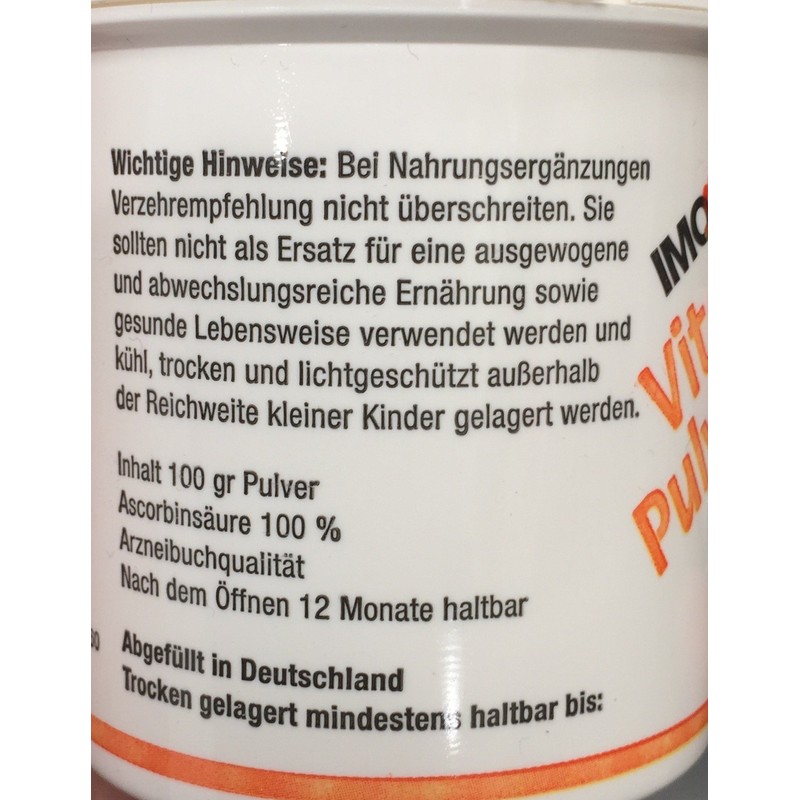 Wichtige Hinweise: Bei Nahrungsergänzungen
Verzehrempfehlung nicht überschreiten. Sie
sollten nicht als Ersatz für eine ausgewogene
und abwechslungsreiche Ernährung sowie
gesunde Lebensweise verwendet werden und
kühl, trocken und lichtgeschützt außerhalb
der Reichweite kleiner Kinder gelagert werden.
Inhalt 100 gr Pulver
Ascorbinsäure 100 %
Arzneibuchqualität
Nach dem Öffnen 12 Monate haltbar
Abgefüllt in Deutschland
Trocken gelagert mindestens haltbar bis:
Vit